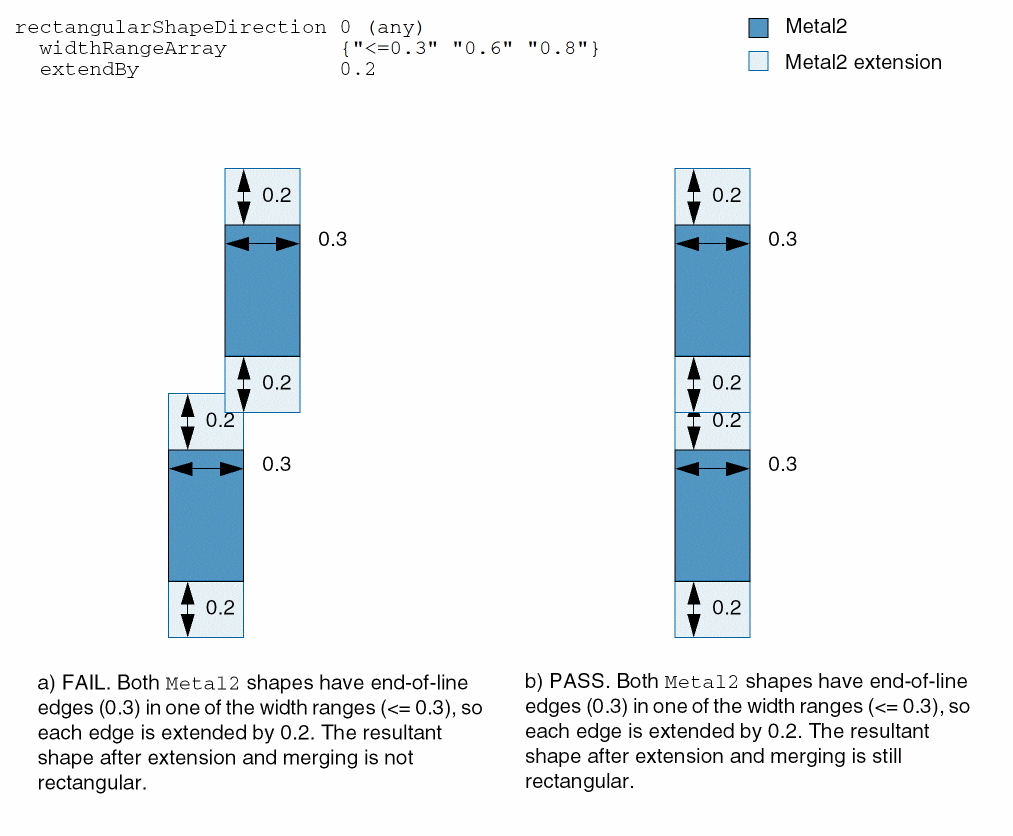 rectangularShapeDirection 0 (any)
widthRangeArray {"<=0.3" "0.6" "0.8"}
extendBy 0.2
Metal2
Metal2 extension
0.2
0.3
0.2
0.2
0.3
0.2
0.2
0.3
0.2
0.2
0.3
0.2
a) FAIL. Both Metal2 shapes have end-of-line
edges (0.3) in one of the width ranges (<= 0.3), so
each edge is extended by 0.2. The resultant
shape after extension and merging is not
rectangular.
b) PASS. Both Metal2 shapes have end-of-line
edges (0.3) in one of the width ranges (<= 0.3), so
each edge is extended by 0.2. The resultant
shape after extension and merging is still
rectangular.